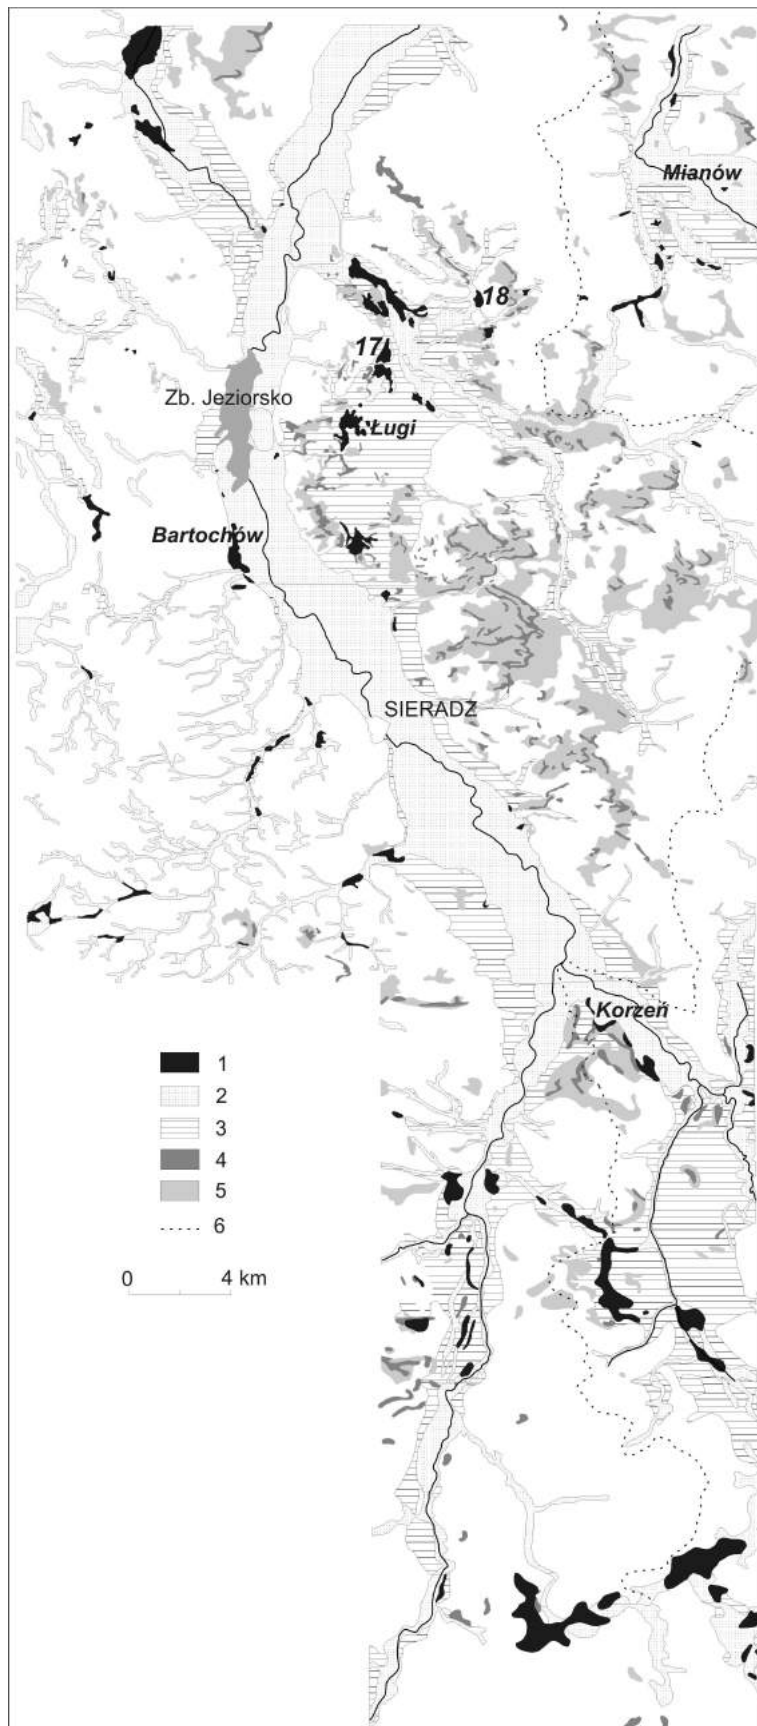 Mianów
18
17
Zb. Jeziorsko
Ługi
Bartochów
SIERADZ
Korzeń
1
2
3
4
5
6
0 4 km